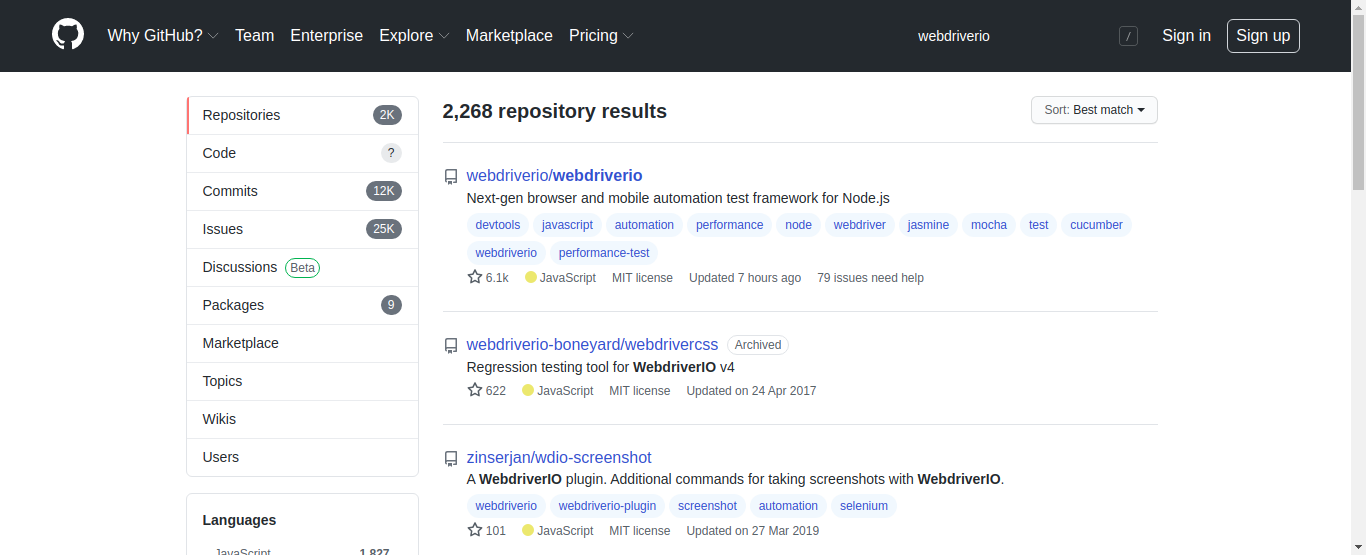 Why GitHub? Team Enterprise Explore Marketplace Pricing webdriverio / Sign in Sign up
Repositories 2K
Code ?
Commits 12K
Issues 25K
Discussions Beta
Packages 9
Marketplace
Topics
Wikis
Users
Languages
JavaScript 1,827
2,268 repository results
Sort: Best match
webdriverio/webdriverio
Next-gen browser and mobile automation test framework for Node.js
devtools javascript automation performance node webdriver jasmine mocha test cucumber
webdriverio performance-test
6.1k JavaScript MIT license Updated 7 hours ago 79 issues need help
webdriverio-boneyard/webdrivercss Archived
Regression testing tool for WebdriverIO v4
622 JavaScript MIT license Updated on 24 Apr 2017
zinserjan/wdio-screenshot
A WebdriverIO plugin. Additional commands for taking screenshots with WebdriverIO.
webdriverio webdriverio-plugin screenshot automation selenium
101 JavaScript MIT license Updated on 27 Mar 2019